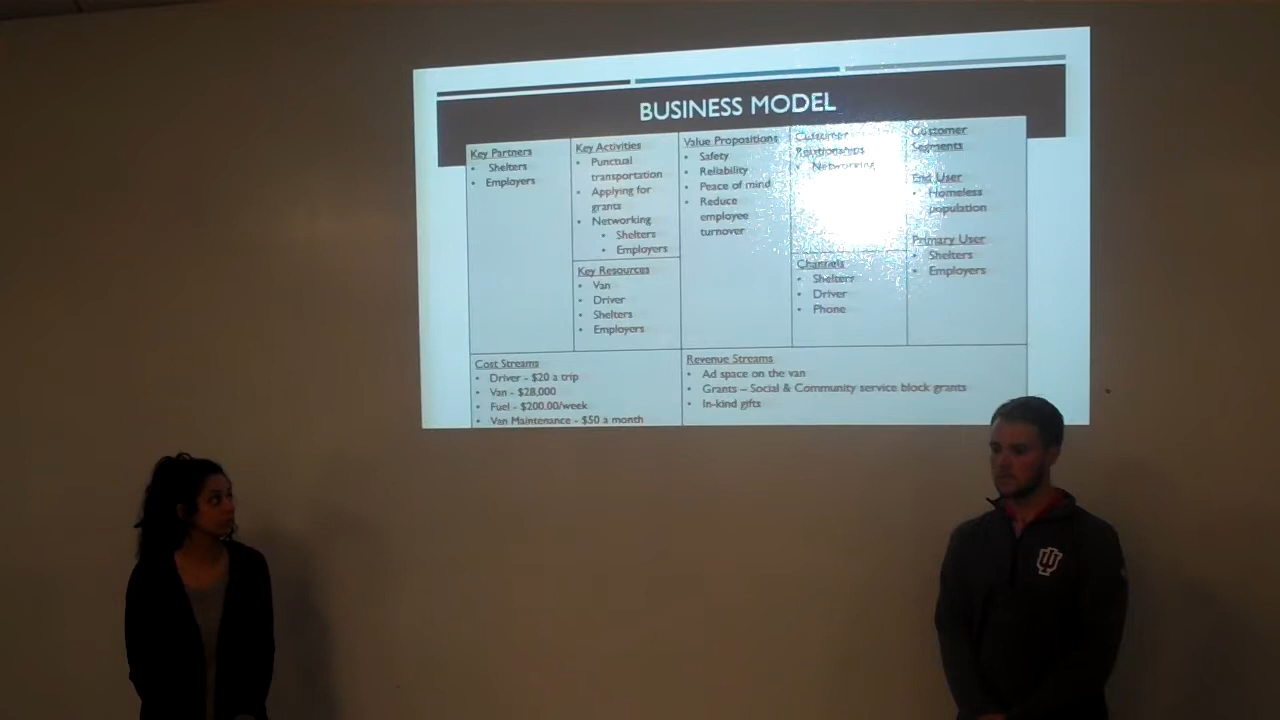 BUSINESS MODEL
Key Partners
• Shelters
• Employers
Key Activities
• Punctual
transportation
• Applying for
grants
• Networking
• Shelters
• Employers
Key Resources
• Van
• Driver
• Shelters
• Employers
Value Propositions
• Safety
• Reliability
• Peace of mind
• Reduce
employee
turnover
Customer
Relationships
• Networking
Channels
• Shelters
• Driver
• Phone
Customer
Segments
End User
• Homeless
population
Primary User
• Shelters
• Employers
Cost Streams
• Driver - $20 a trip
• Van - $28,000
• Fuel - $200.00/week
• Van Maintenance - $50 a month
Revenue Streams
• Ad space on the van
• Grants – Social & Community service block grants
• In-kind gifts